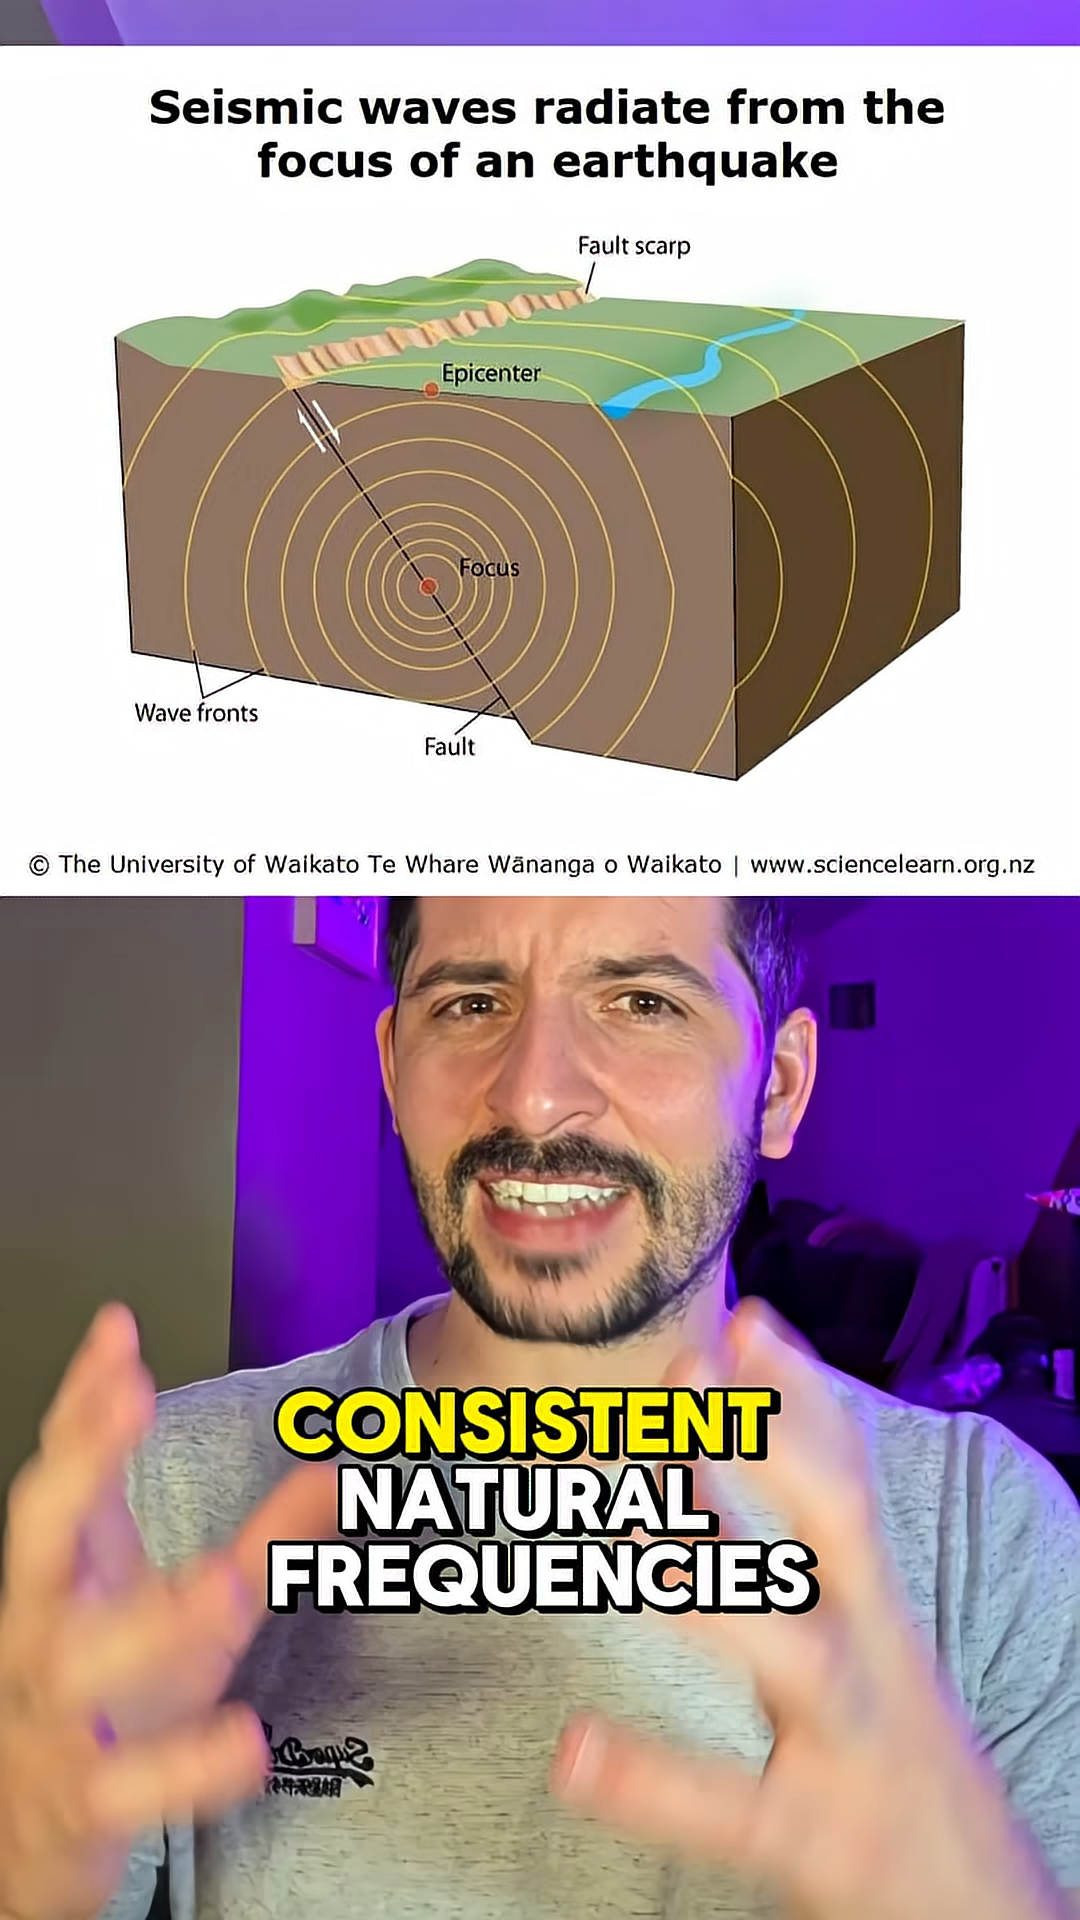 Seismic waves radiate from the
focus of an earthquake
Fault scarp
Epicenter
Focus
Wave fronts
Fault
© The University of Waikato Te Whare Wānanga o Waikato | www.sciencelearn.org.nz
CONSISTENT
NATURAL
FREQUENCIES